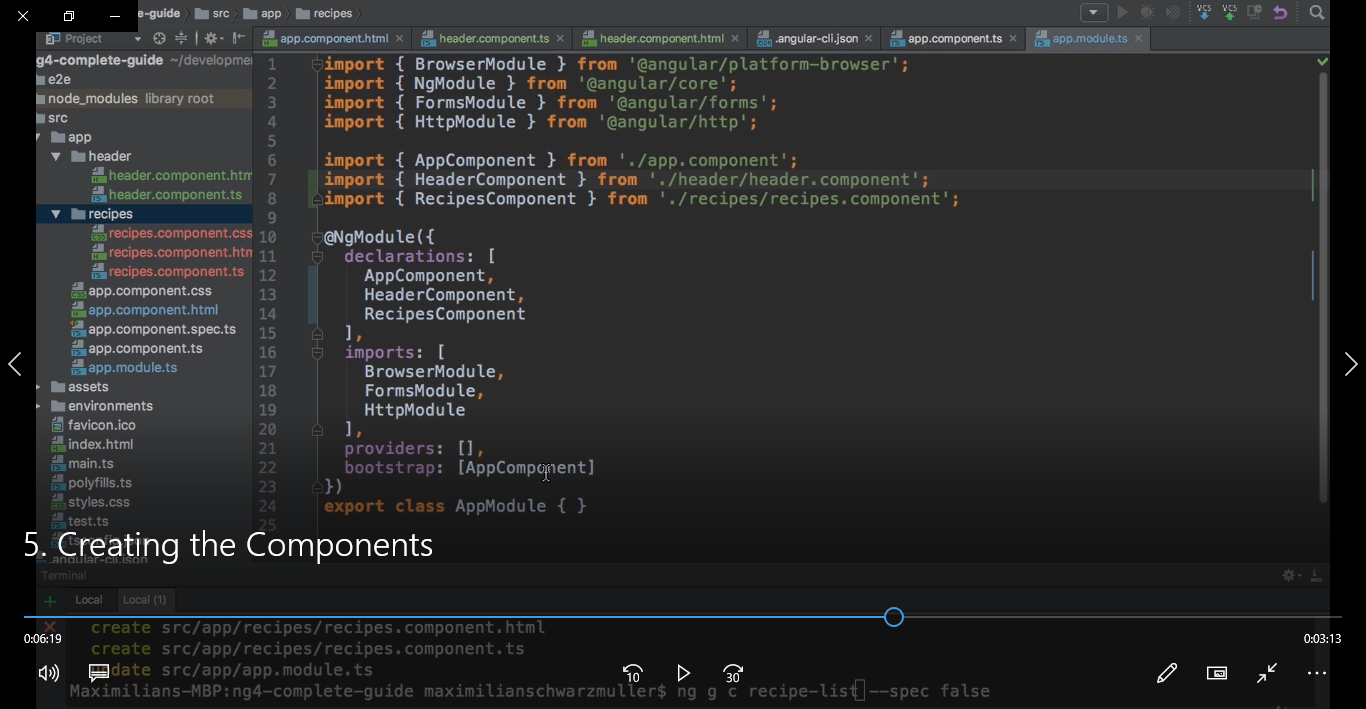 e-guide src app recipes
VCS VCS
Project
app.component.html header.component.ts header.component.html .angular-cli.json app.component.ts app.module.ts
g4-complete-guide ~/developme
e2e
node_modules library root
src
app
header
header.component.htm
header.component.ts
recipes
recipes.component.css
recipes.component.htm
recipes.component.ts
app.component.css
app.component.html
app.component.spec.ts
app.component.ts
app.module.ts
assets
environments
favicon.ico
index.html
main.ts
polyfills.ts
styles.css
test.ts
.angular-cli.json
1 import { BrowserModule } from '@angular/platform-browser';
2 import { NgModule } from '@angular/core';
3 import { FormsModule } from '@angular/forms';
4 import { HttpModule } from '@angular/http';
5
6 import { AppComponent } from './app.component';
7 import { HeaderComponent } from './header/header.component';
8 import { RecipesComponent } from './recipes/recipes.component';
9
10 @NgModule({
11 declarations: [
12 AppComponent,
13 HeaderComponent,
14 RecipesComponent
15 ],
16 imports: [
17 BrowserModule,
18 FormsModule,
19 HttpModule
20 ],
21 providers: [],
22 bootstrap: [AppComponent]
23 })
24 export class AppModule { }
25
5. Creating the Components
Terminal
Local Local (1)
create src/app/recipes/recipes.component.html
0:06:19 0:03:13
create src/app/recipes/recipes.component.ts
update src/app/app.module.ts
10 30
Maximilians-MBP:ng4-complete-guide maximilianschwarzmuller$ ng g c recipe-list --spec false